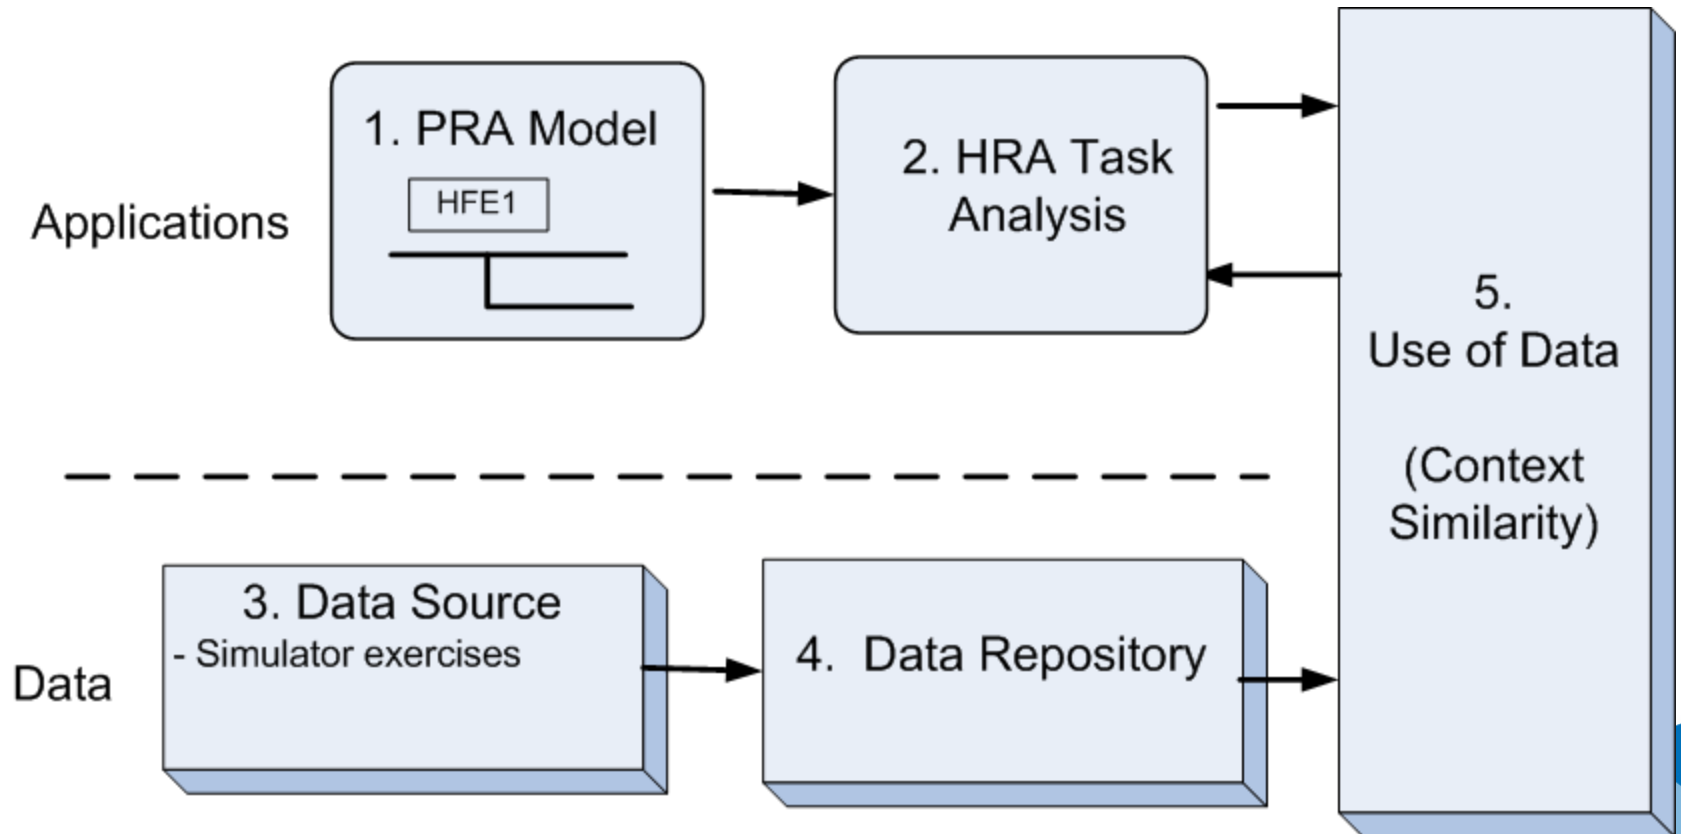 Applications
1. PRA Model
HFE1
2. HRA Task
Analysis
5.
Use of Data
(Context
Similarity)
Data
3. Data Source
- Simulator exercises
4. Data Repository